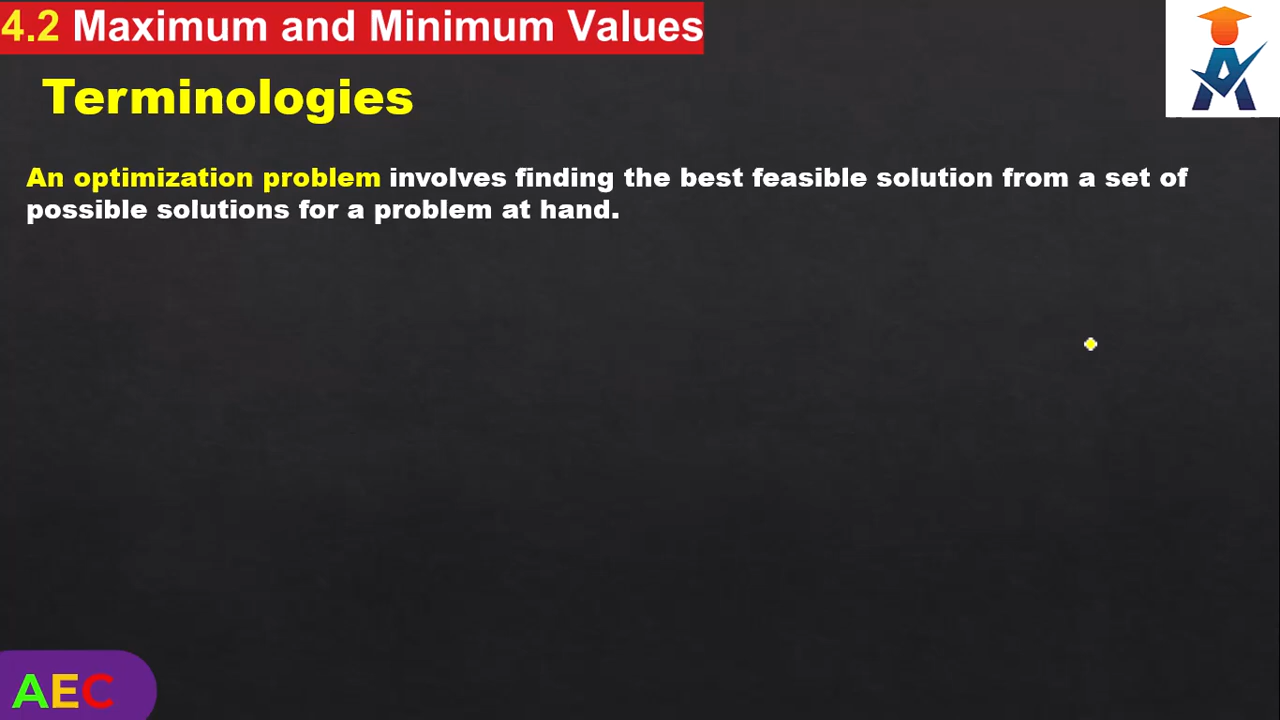 4.2 Maximum and Minimum Values
Terminologies
An optimization problem involves finding the best feasible solution from a set of
possible solutions for a problem at hand.
AEC